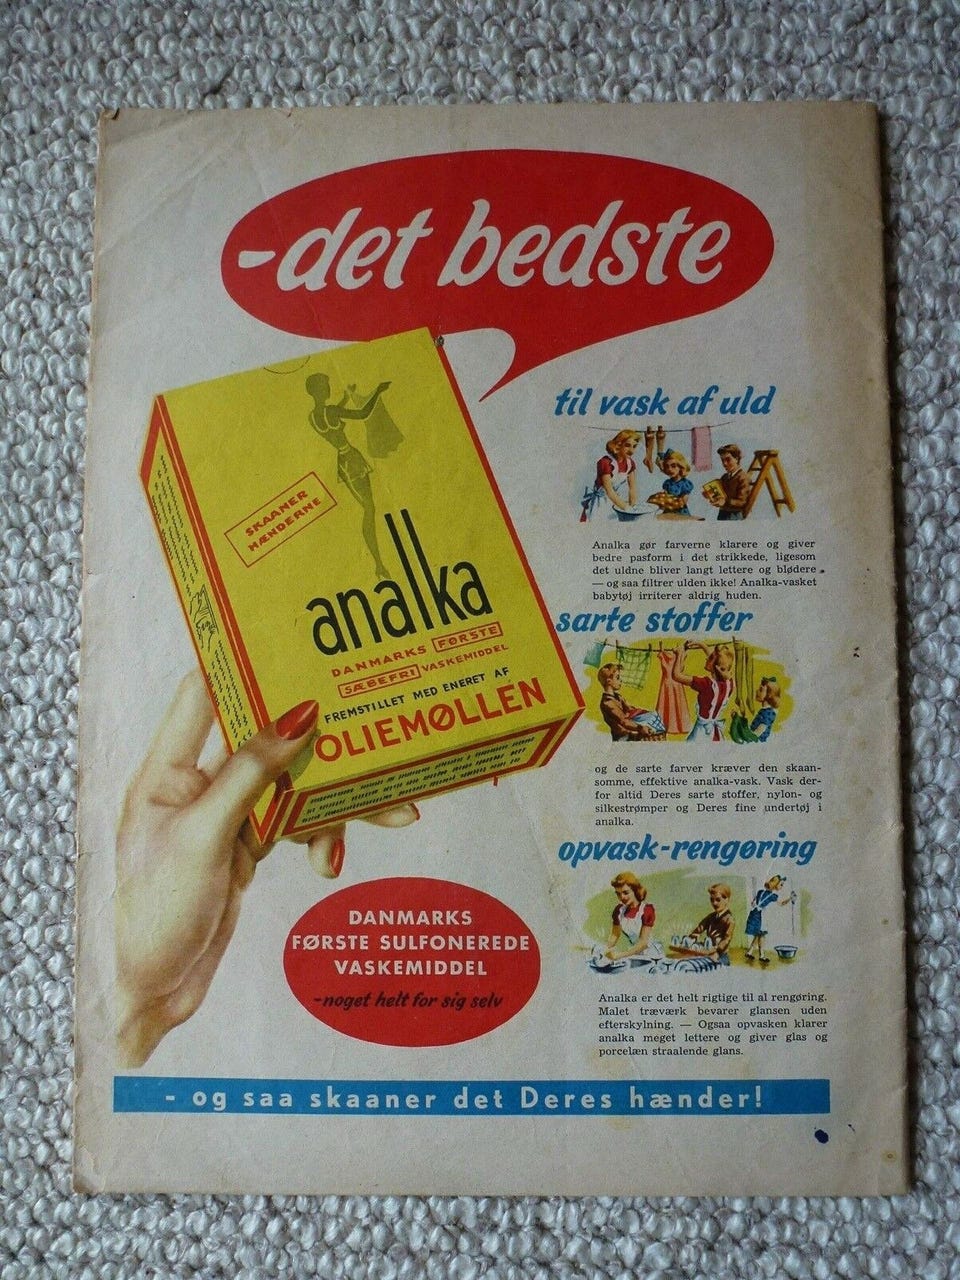 -det bedste
SKAANER
HÆNDERNE
analka
DANMARKS FØRSTE
SÆBEFRI VASKEMIDDEL
FREMSTILLET MED ENERET AF
OLIEMØLLEN
til vask af uld
Analka gør farverne klarere og giver
bedre pasform i det strikkede, ligesom
det uldne bliver langt lettere og blødere
— og saa filtrer ulden ikke! Analka-vasket
babytøj irriterer aldrig huden.
sarte stoffer
og de sarte farver kræver den skaan-
somme, effektive analka-vask. Vask der-
for altid Deres sarte stoffer, nylon- og
silkestrømper og Deres fine undertøj i
analka.
opvask-rengøring
Analka er det helt rigtige til al rengøring.
Malet træværk bevarer glansen uden
efterskylning. — Ogsaa opvasken klarer
analka meget lettere og giver glas og
porcelæn straalende glans.
DANMARKS
FØRSTE SULFONEREDE
VASKEMIDDEL
-noget helt for sig selv
- og saa skaaner det Deres hænder!